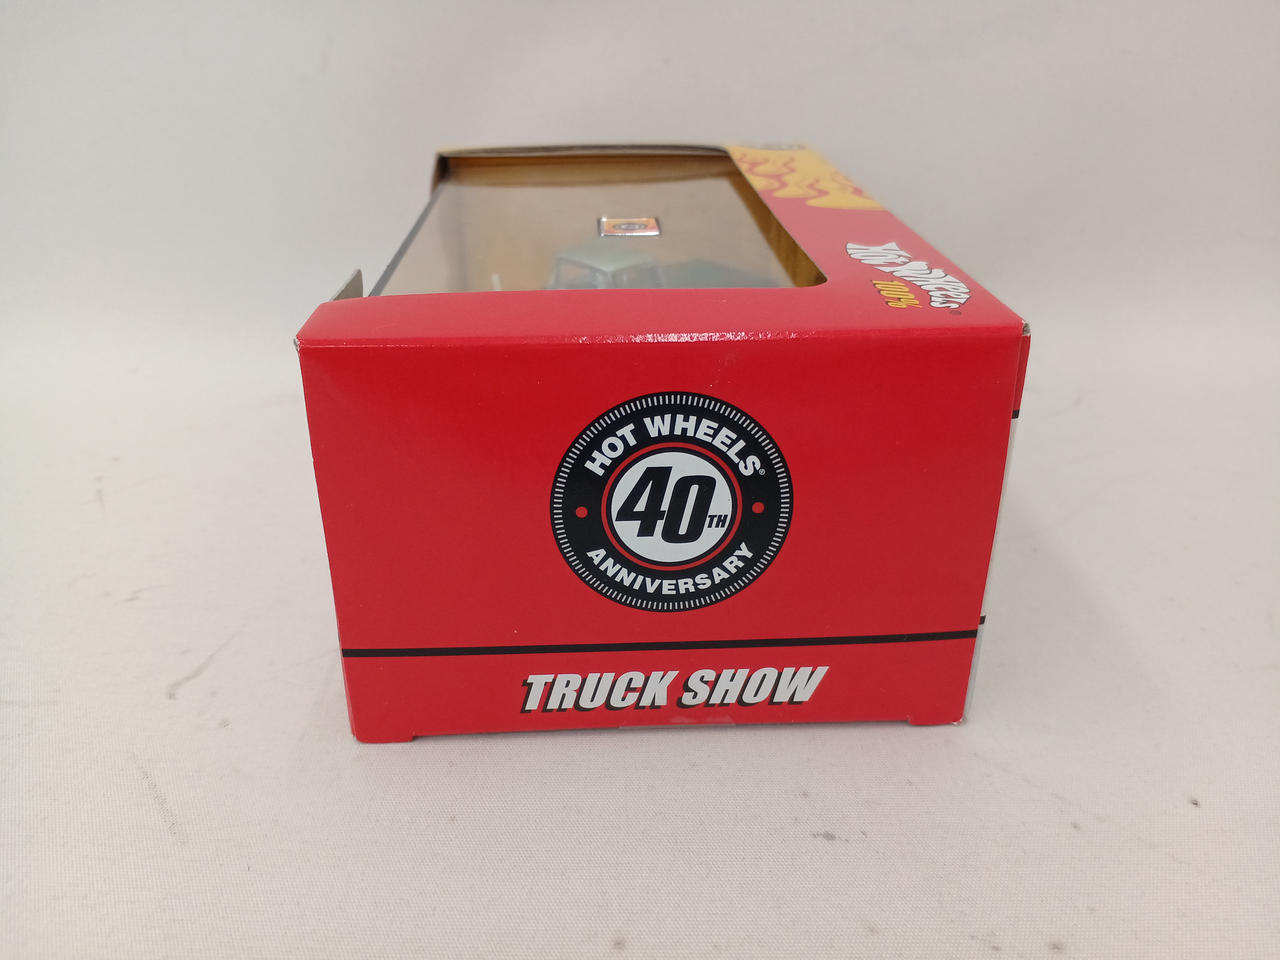 HOT WHEELS®
100%
HOT WHEELS®
40TH
ANNIVERSARY
TRUCK SHOW